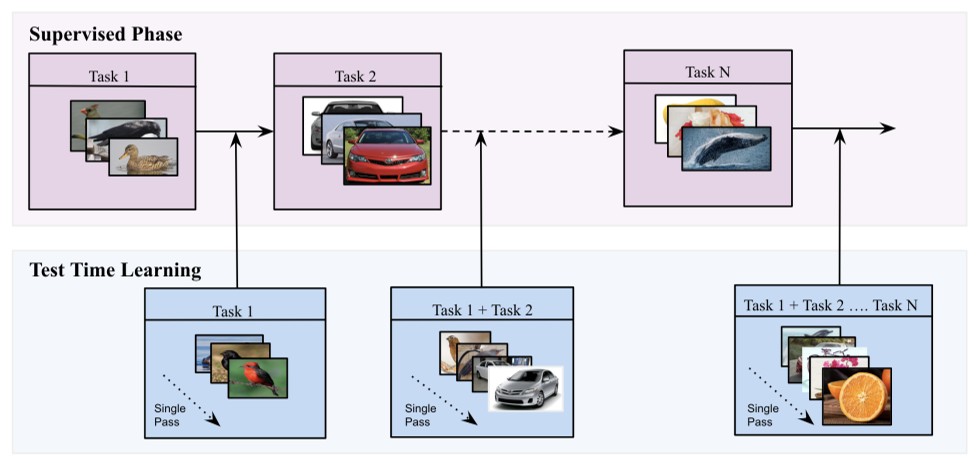 Supervised Phase
Task 1
Task 2
Task N
Test Time Learning
Task 1
Task 1 + Task 2
Task 1 + Task 2 .... Task N
Single
Pass
Single
Pass
Single
Pass